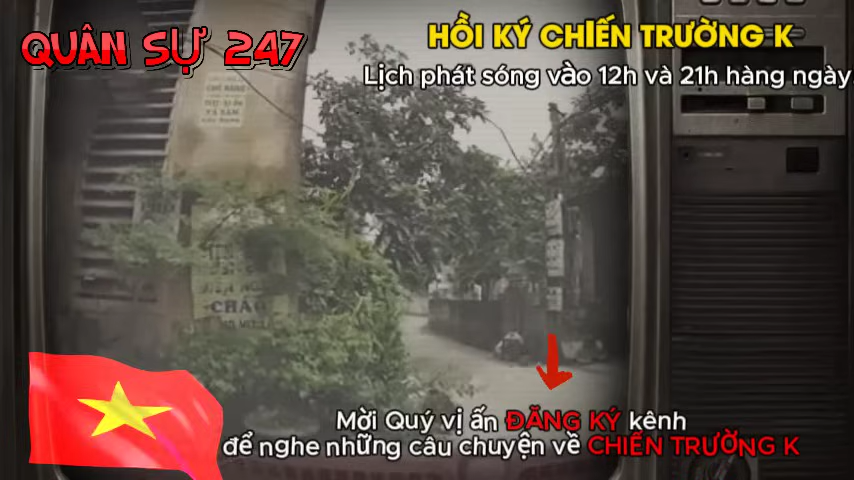 QUÂN SỰ 247
HỒI KÝ CHIẾN TRƯỜNG K
Lịch phát sóng vào 12h và 21h hàng ngày
CHÁO
Mời Quý vị ấn ĐĂNG KÝ kênh
để nghe những câu chuyện về CHIẾN TRƯỜNG K